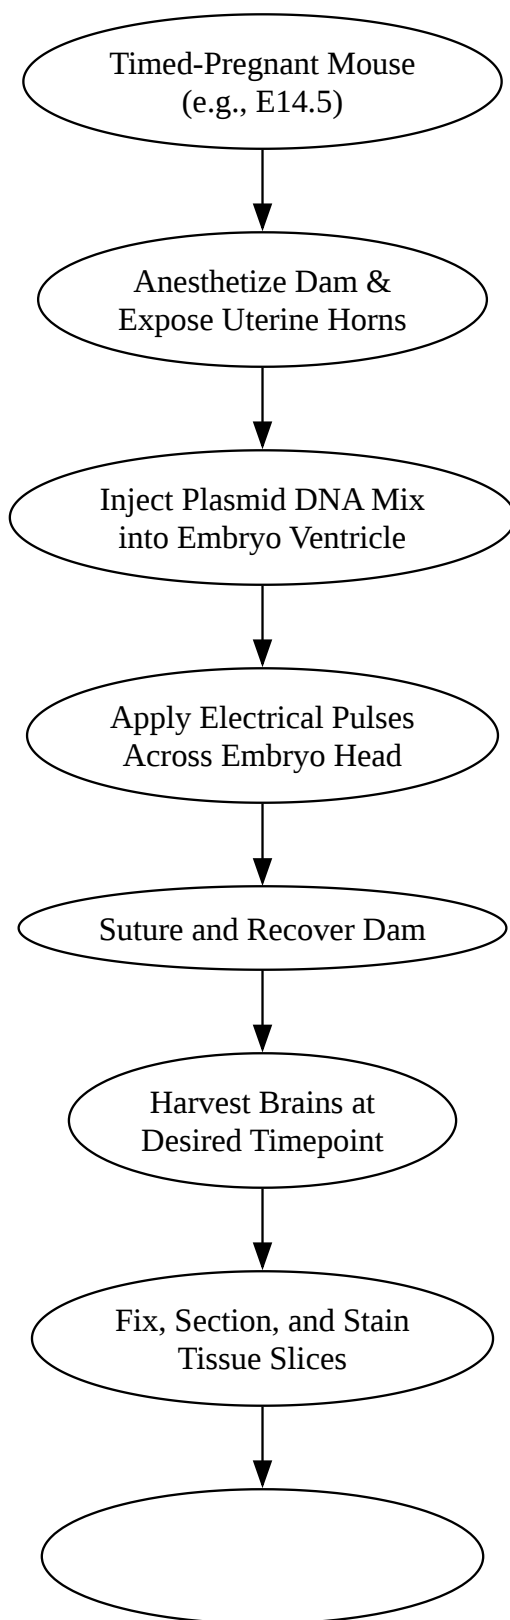 Timed-Pregnant Mouse
(e.g., E14.5)
Anesthetize Dam &
Expose Uterine Horns
Inject Plasmid DNA Mix
into Embryo Ventricle
Apply Electrical Pulses
Across Embryo Head
Suture and Recover Dam
Harvest Brains at
Desired Timepoint
Fix, Section, and Stain
Tissue Slices